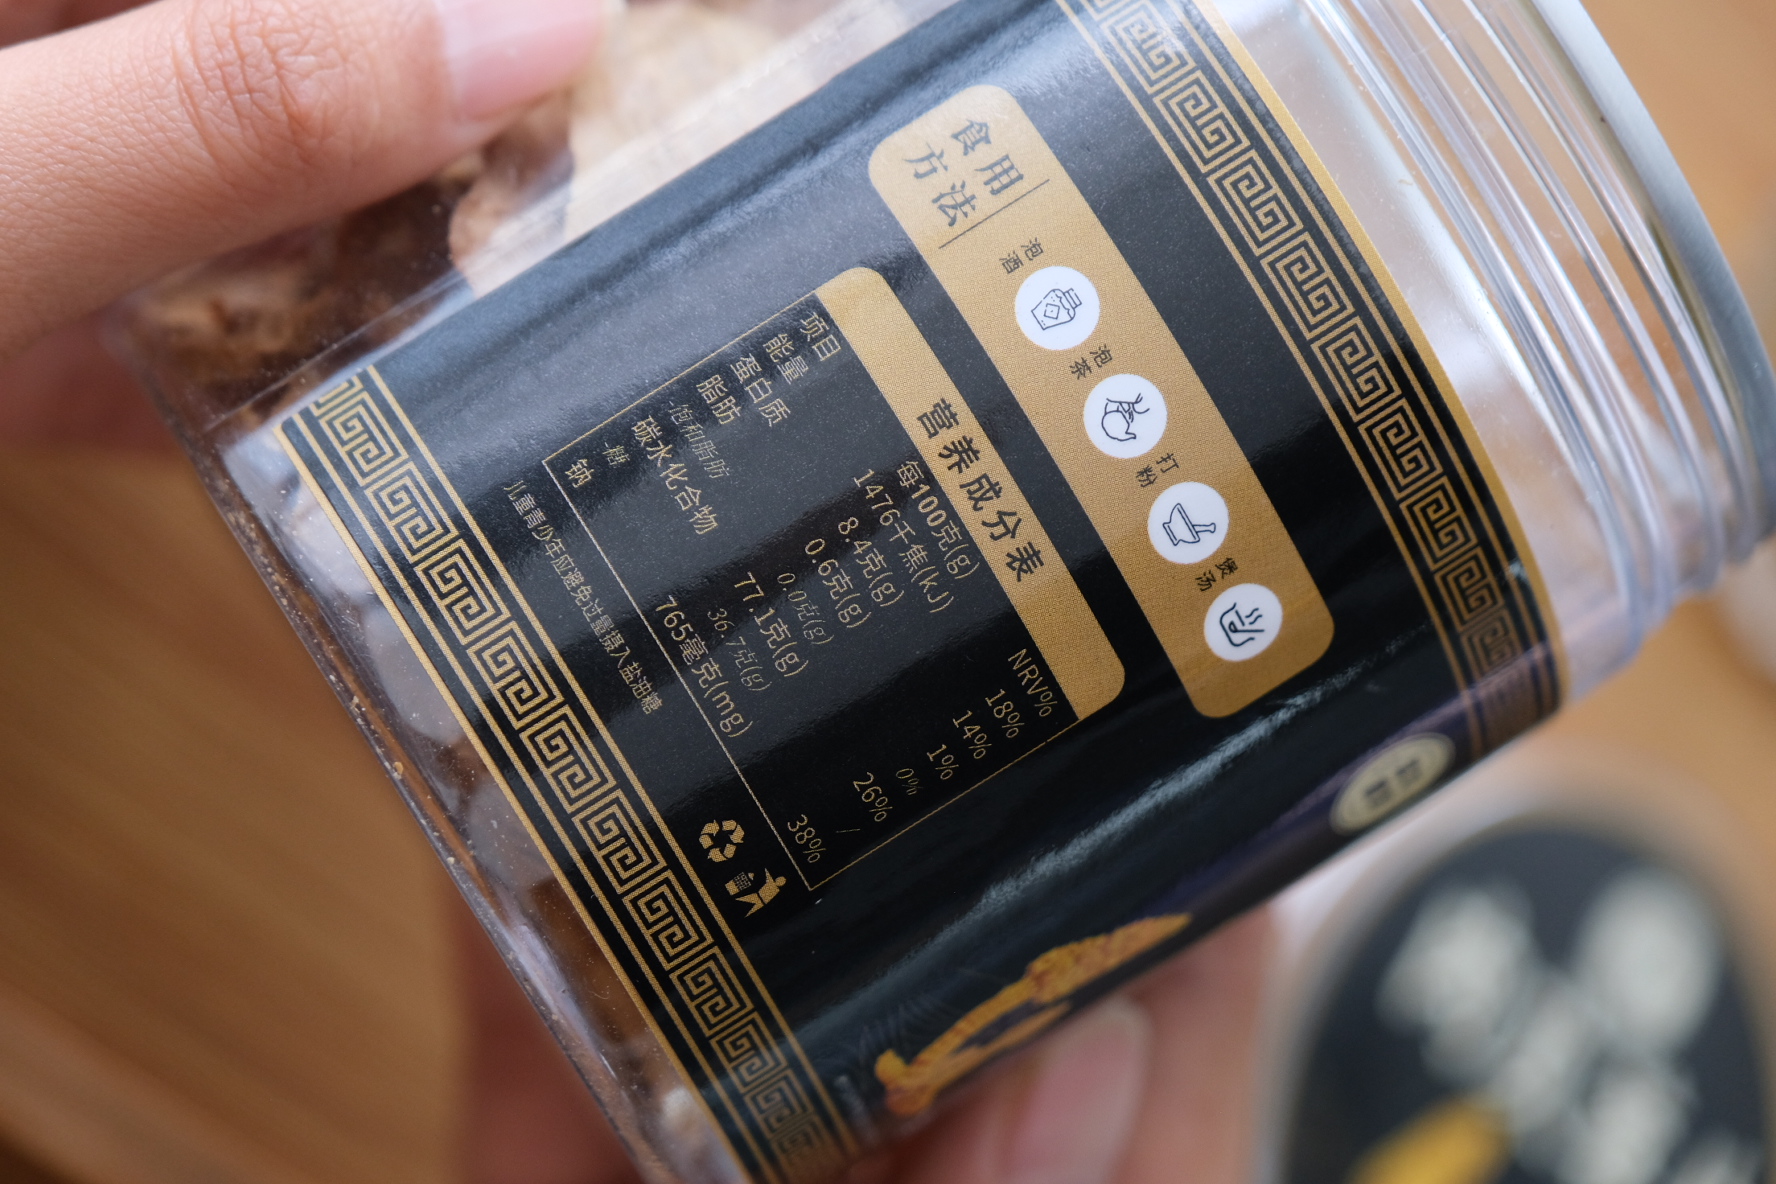 食用
方法
泡酒
泡茶
打粉
煲汤
营养成分表
项目 每100克(g) NRV%
能量 1476千焦(kJ) 18%
蛋白质 8.4克(g) 14%
脂肪 0.6克(g) 1%
-饱和脂肪 0.0克(g) 0%
碳水化合物 77.1克(g) 26%
-糖 36.7克(g) /
钠 765毫克(mg) 38%
儿童青少年应避免过量摄入盐油糖